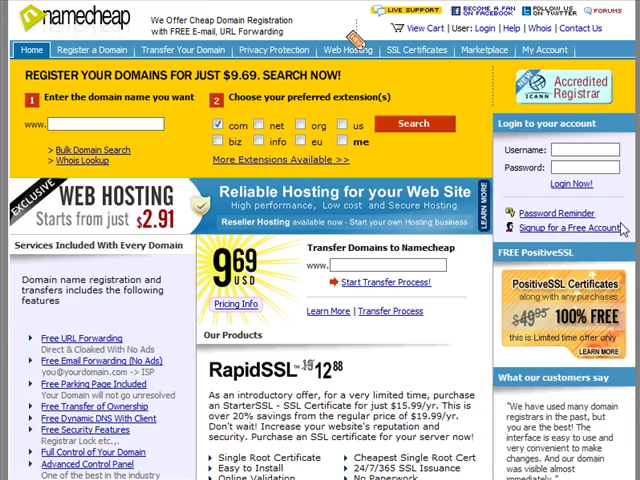 namecheap
We Offer Cheap Domain Registration
with FREE E-mail, URL Forwarding
LIVE SUPPORT
BECOME A FAN ON FACEBOOK
FOLLOW US ON TWITTER
FORUMS
View Cart | User: Login | Help | Whois | Contact Us
Home
Register a Domain
Transfer Your Domain
Privacy Protection
Web Hosting
SSL Certificates
Marketplace
My Account
REGISTER YOUR DOMAINS FOR JUST $9.69. SEARCH NOW!
1 Enter the domain name you want
2 Choose your preferred extension(s)
www.
com net org us
Search
biz info eu me
> Bulk Domain Search
> Whois Lookup
More Extensions Available >>
NEW
ICANN
Accredited
Registrar
Login to your account
Username:
Password:
Login Now!
Password Reminder
Signup for a Free Account
EXCLUSIVE
WEB HOSTING
Starts from just $2.91
Reliable Hosting for your Web Site
High performance, Low cost and Secure Hosting
Reseller Hosting available now - Start your own Hosting business
LEARN MORE
Services Included With Every Domain
Domain name registration and
transfers includes the following
features
Free URL Forwarding
Direct & Cloaked With No Ads
Free Email Forwarding (No Ads)
you@yourdomain.com -> ISP
Free Parking Page Included
Your Domain will not go unresolved
Free Transfer of Ownership
Free Dynamic DNS With Client
Free Security Features
Registrar Lock etc.,.
Full Control of Your Domain
Advanced Control Panel
One of the best in the industry
9 69
USD
Pricing Info
Transfer Domains to Namecheap
www.
Start Transfer Process!
Learn More | Transfer Process
Our Products
RapidSSL™ 12 88
As an introductory offer, for a very limited time, purchase
an StarterSSL - SSL Certificate for just $15.99/yr. This is
over 20% savings from the regular price of $19.99/yr.
Don't wait! Increase your website's reputation and
security. Purchase an SSL certificate for your server now!
Single Root Certificate
Easy to Install
Online Validation
Cheapest Single Root Cert
24/7/365 SSL Issuance
No Paperwork
FREE PositiveSSL
PositiveSSL Certificates
along with any purchases
$49.95 100% FREE
this is Limited time offer only
LEARN MORE
What our customers say
"We have used many domain
registrars in the past, but
you are the best! The
interface is easy to use and
very convenient to make
changes. And our domain
was visible almost